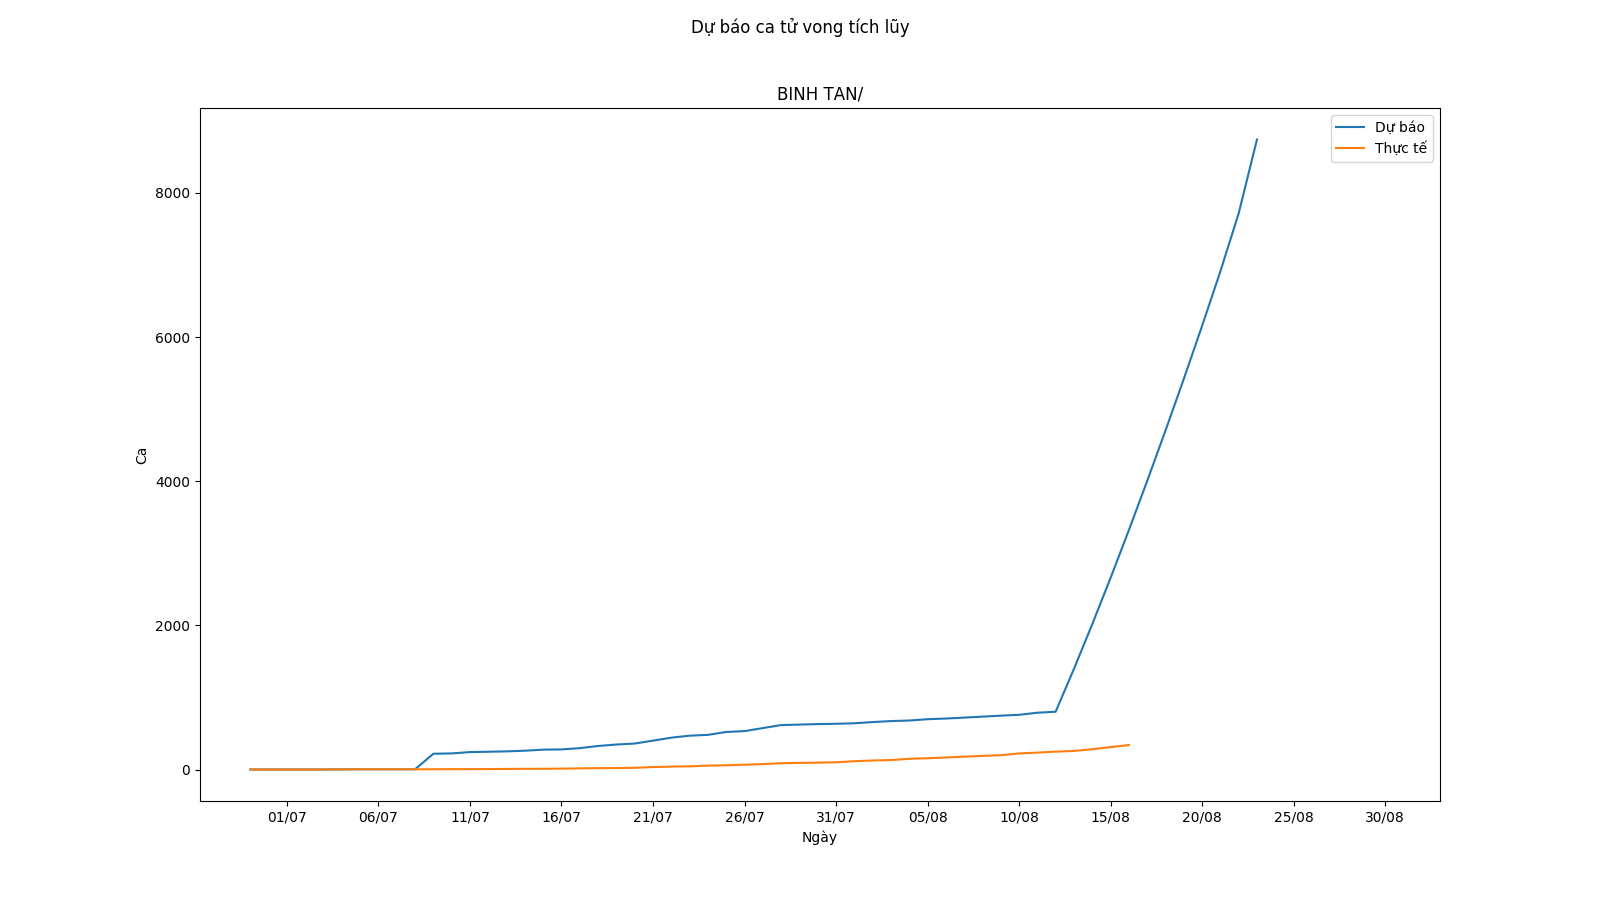 Dự báo ca tử vong tích lũy
BINH TAN/
Dự báo
Thực tế
8000
6000
4000
2000
0
Ca
01/07 06/07 11/07 16/07 21/07 26/07 31/07 05/08 10/08 15/08 20/08 25/08 30/08
Ngày